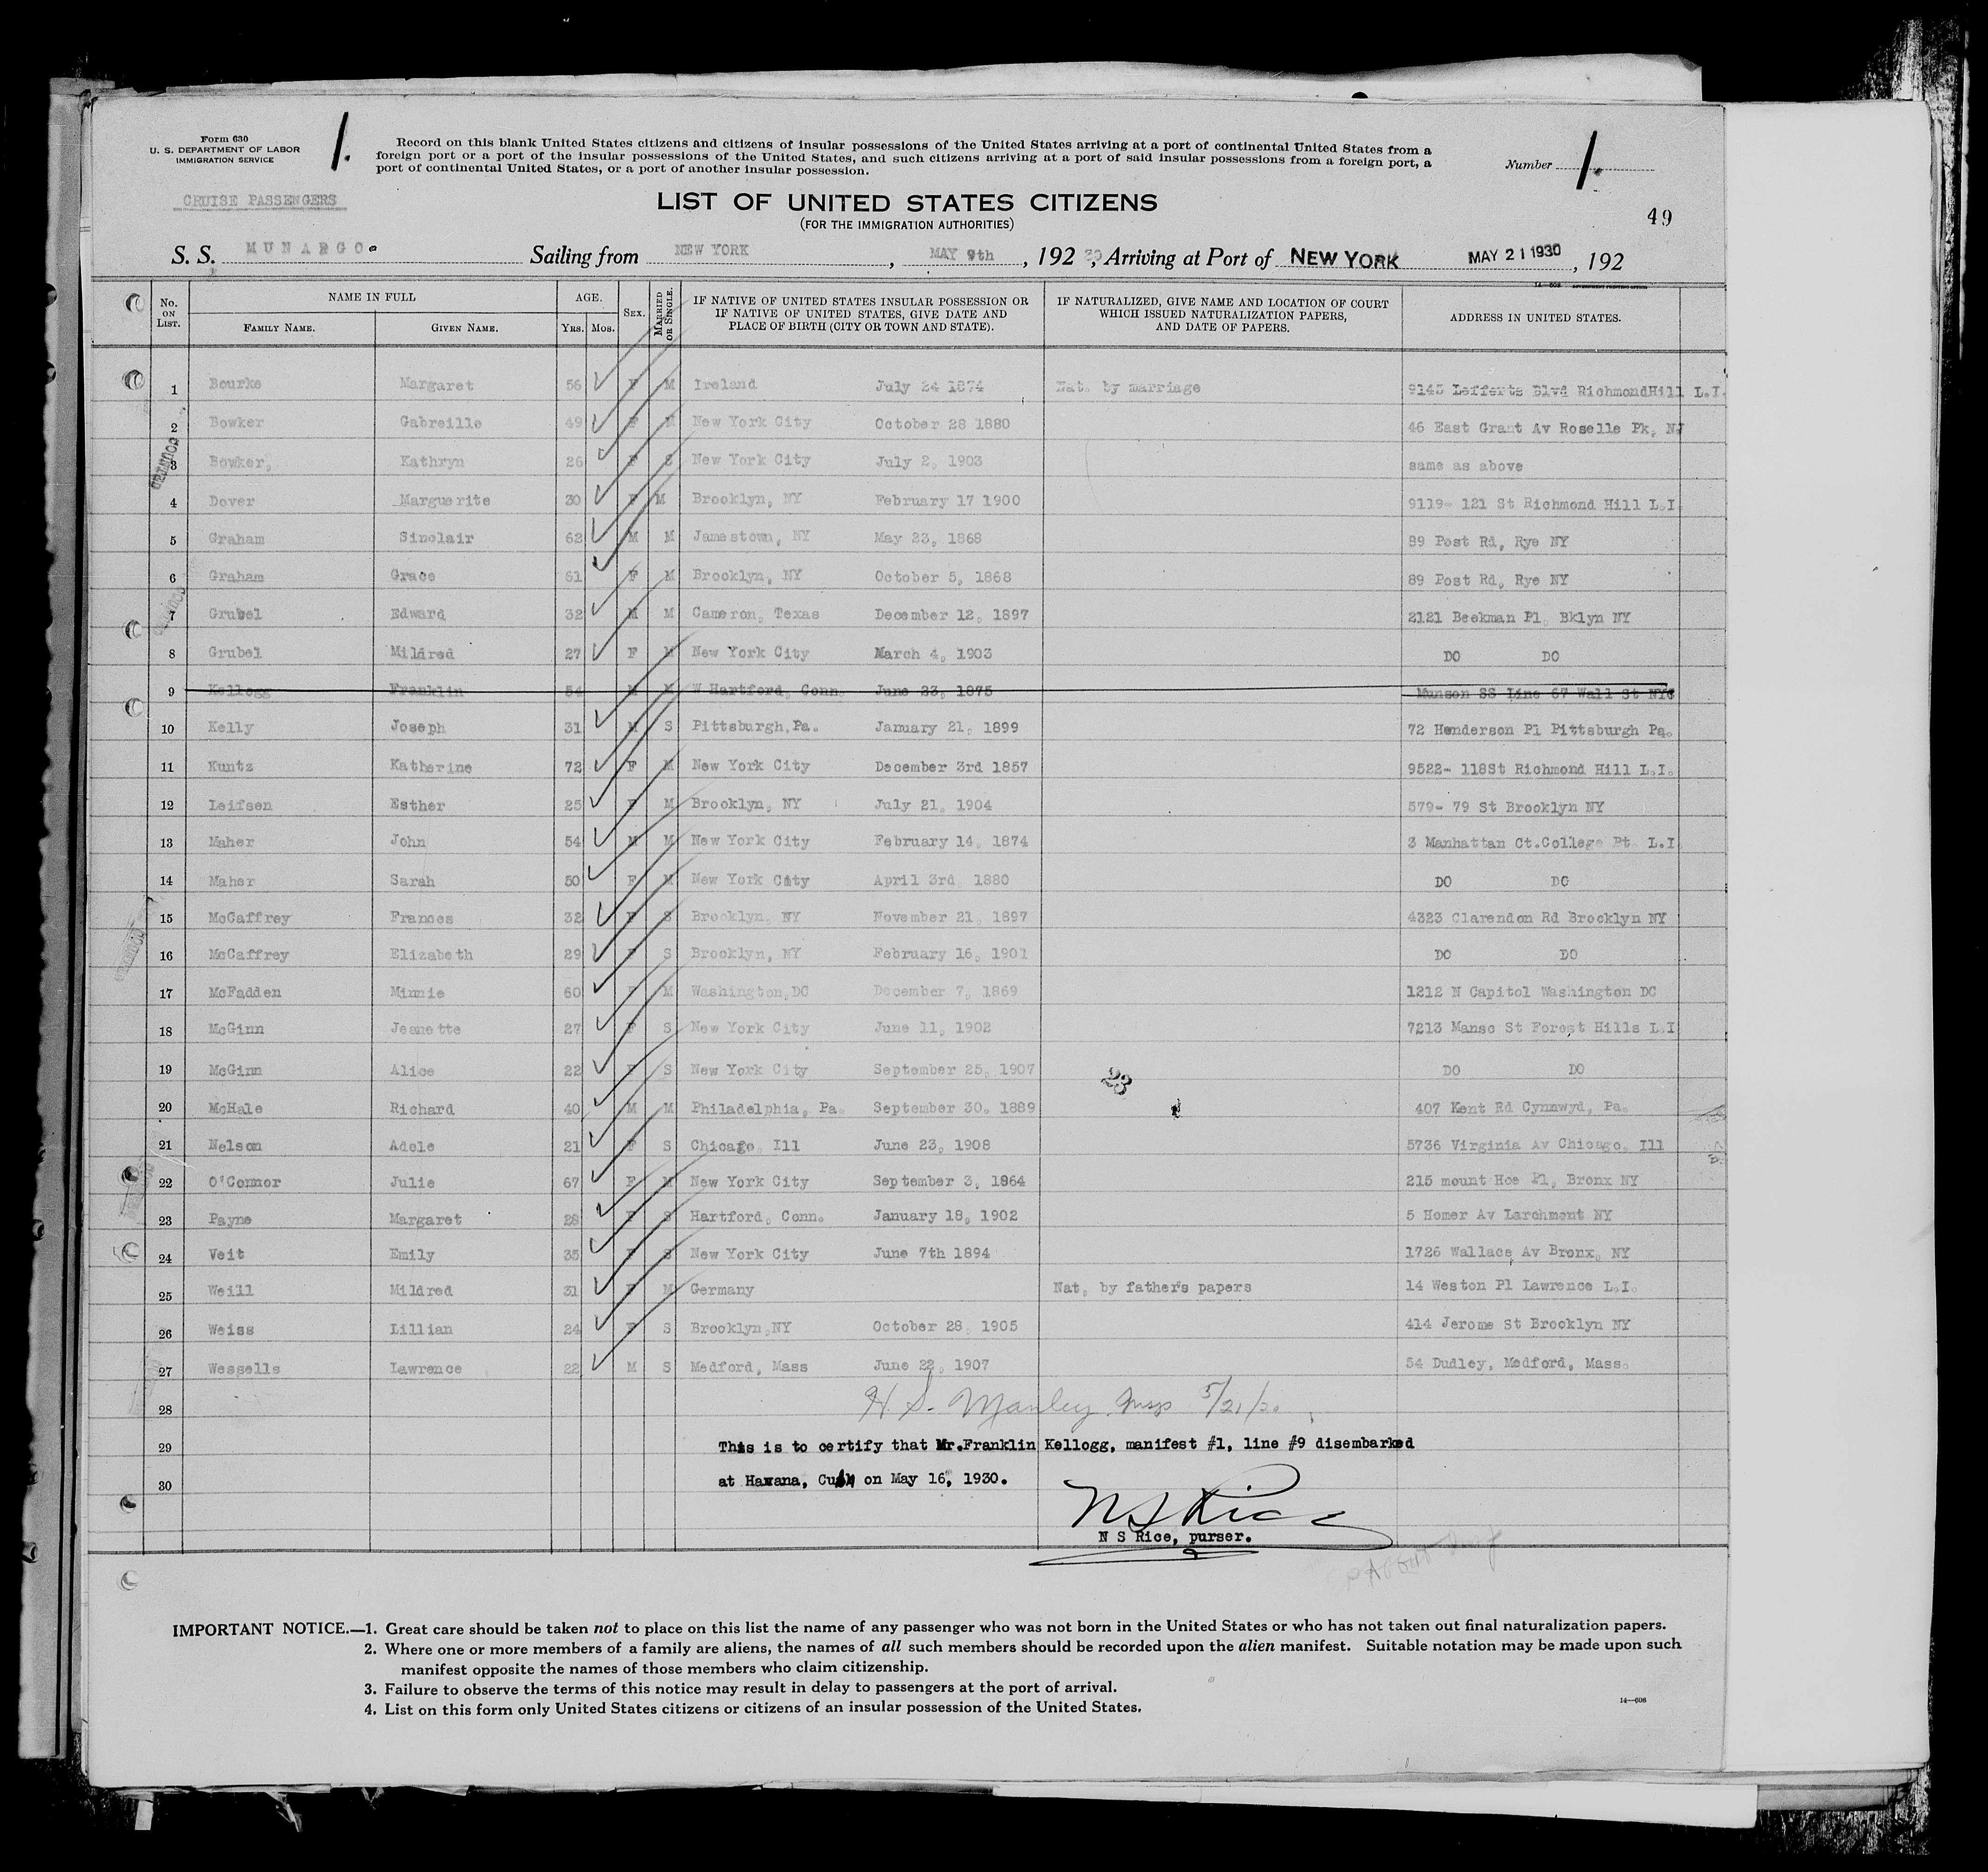 Form 630
U. S. DEPARTMENT OF LABOR
IMMIGRATION SERVICE
1.
Record on this blank United States citizens and citizens of insular possessions of the United States arriving at a port of continental United States from a
foreign port or a port of the insular possessions of the United States, and such citizens arriving at a port of said insular possessions from a foreign port, a
port of continental United States, or a port of another insular possession.
Number 1.
CRUISE PASSENGERS
LIST OF UNITED STATES CITIZENS
(FOR THE IMMIGRATION AUTHORITIES)
49
S. S. MUNARGO. Sailing from NEW YORK, MAY 9th, 192 30, Arriving at Port of NEW YORK MAY 21 1930, 192
No. ON LIST. NAME IN FULL FAMILY NAME. GIVEN NAME. AGE. YRS. MOS. SEX. MARRIED OR SINGLE. IF NATIVE OF UNITED STATES INSULAR POSSESSION OR IF NATIVE OF UNITED STATES, GIVE DATE AND PLACE OF BIRTH (CITY OR TOWN AND STATE). IF NATURALIZED, GIVE NAME AND LOCATION OF COURT WHICH ISSUED NATURALIZATION PAPERS, AND DATE OF PAPERS. ADDRESS IN UNITED STATES.
1 Bourke Margaret 56 F M Ireland July 24 1874 Nat. by marriage 9143 Lefferts Blvd RichmondHill L.I.
2 Bowker Gabreille 49 F M New York City October 28 1880 46 East Grant Av Roselle Pk, NJ
3 Bowker, Kathryn 26 F S New York City July 2, 1903 same as above
4 Dover Marguerite 30 F M Brooklyn, NY February 17 1900 9119- 121 St Richmond Hill L.I.
5 Graham Sinclair 62 M M Jamestown, NY May 23, 1868 89 Post Rd, Rye NY
6 Graham Grace 61 F M Brooklyn, NY October 5, 1868 89 Post Rd, Rye NY
7 Grubel Edward 32 M M Cameron, Texas December 12, 1897 2121 Beekman Pl, Bklyn NY
8 Grubel Mildred 27 F M New York City March 4, 1903 DO DO
9 Kellogg Franklin 54 M M W Hartford, Conn. June 23, 1875 Munson SS Line 67 Wall St NYC
10 Kelly Joseph 31 M S Pittsburgh,Pa. January 21, 1899 72 Henderson Pl Pittsburgh Pa.
11 Kuntz Katherine 72 F M New York City December 3rd 1857 9522- 118St Richmond Hill L.I.
12 Leifsen Esther 25 F M Brooklyn, NY July 21, 1904 579- 79 St Brooklyn NY
13 Maher John 54 M M New York City February 14, 1874 3 Manhattan Ct.College Pt L.I.
14 Maher Sarah 50 F M New York City April 3rd 1880 DO DO
15 McCaffrey Frances 32 F S Brooklyn, NY November 21, 1897 4323 Clarendon Rd Brooklyn NY
16 McCaffrey Elizabeth 29 F S Brooklyn, NY February 16, 1901 DO DO
17 McFadden Minnie 60 F M Washington,DC December 7, 1869 1212 N Capitol Washington DC
18 McGinn Jeanette 27 F S New York City June 11, 1902 7213 Manse St Forest Hills L.I
19 McGinn Alice 22 F S New York City September 25, 1907 DO DO
23
20 McHale Richard 40 M M Philadelphia, Pa. September 30. 1889 407 Kent Rd Cynnwyd, Pa.
21 Nelson Adele 21 F S Chicago, Ill June 23, 1908 5736 Virginia Av Chicago, Ill
22 O'Connor Julie 67 F M New York City September 3, 1864 215 mount Hoe Pl, Bronx NY
23 Payne Margaret 28 F S Hartford, Conn. January 18, 1902 5 Homer Av Larchmont NY
24 Veit Emily 35 F S New York City June 7th 1894 1726 Wallace Av Bronx, NY
25 Weill Mildred 31 F M Germany Nat. by father's papers 14 Weston Pl Lawrence L.I.
26 Weiss Lillian 24 F S Brooklyn,NY October 28, 1905 414 Jerome St Brooklyn NY
27 Wessells Lawrence 22 M S Medford, Mass June 22, 1907 54 Dudley, Medford, Mass.
28 H. S. Manley Insp 5/21/30
29 This is to certify that Mr.Franklin Kellogg, manifest #1, line #9 disembarked
30 at Havana, Cuba on May 16, 1930.
N S Rice
N S Rice, purser.
IMPORTANT NOTICE.—1. Great care should be taken not to place on this list the name of any passenger who was not born in the United States or who has not taken out final naturalization papers.
2. Where one or more members of a family are aliens, the names of all such members should be recorded upon the alien manifest. Suitable notation may be made upon such
manifest opposite the names of those members who claim citizenship.
3. Failure to observe the terms of this notice may result in delay to passengers at the port of arrival.
4. List on this form only United States citizens or citizens of an insular possession of the United States.
14—608